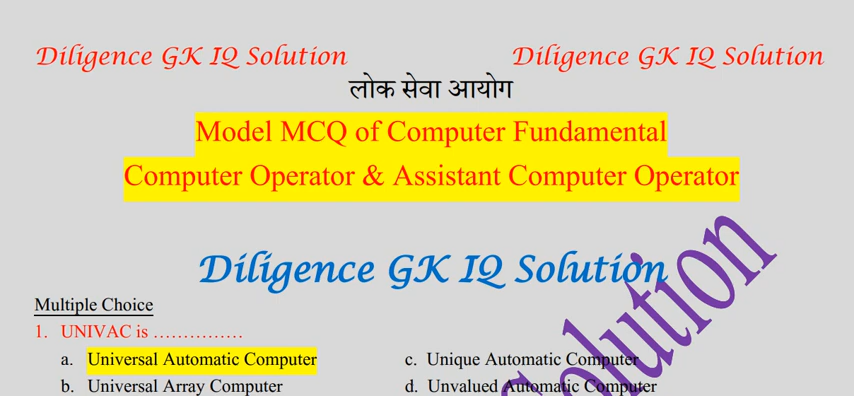 Diligence GK IQ Solution Diligence GK IQ Solution
लोक सेवा आयोग
Model MCQ of Computer Fundamental
Computer Operator & Assistant Computer Operator
Diligence GK IQ Solution
Multiple Choice
1. UNIVAC is ……………
a. Universal Automatic Computer c. Unique Automatic Computer
b. Universal Array Computer d. Unvalued Automatic Computer
Solution